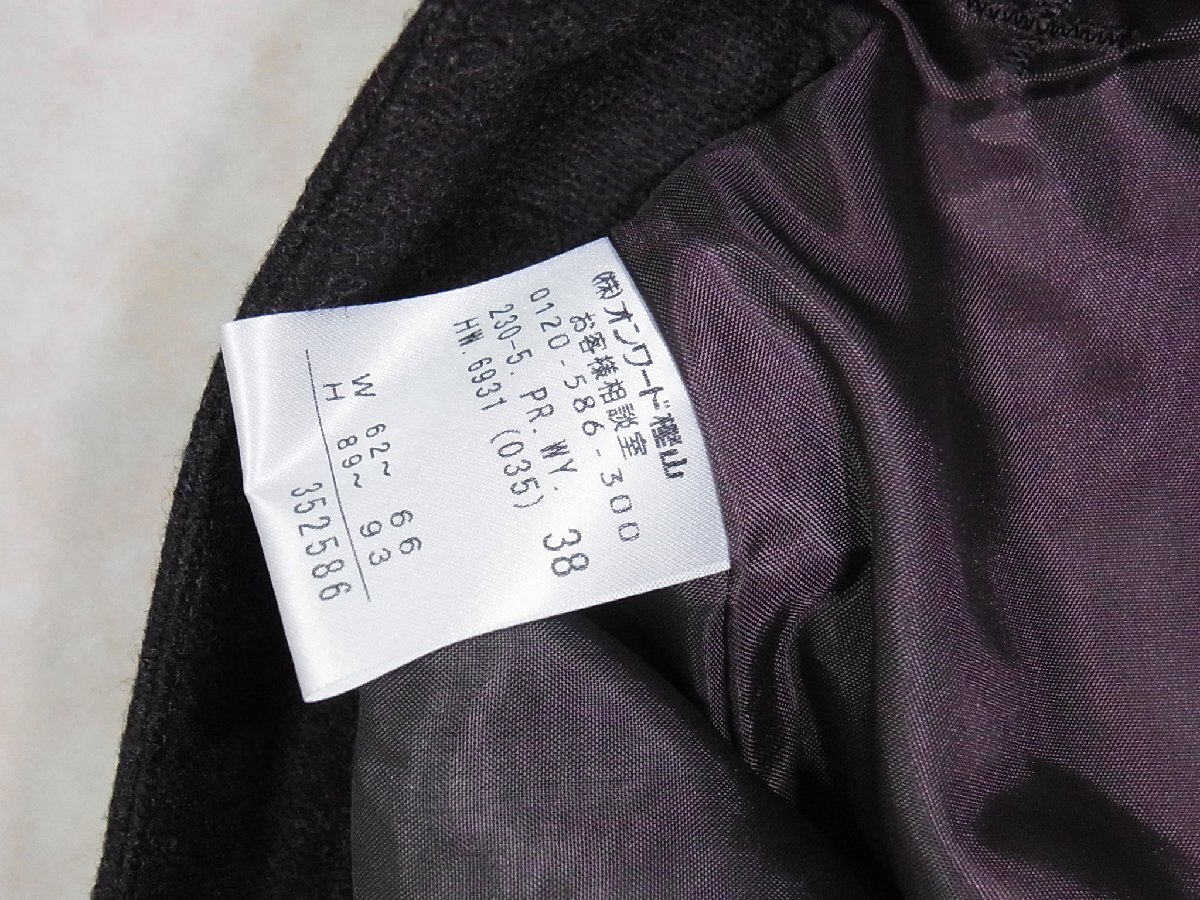 ㈱オンワード樫山
お客様相談室
0120-586-300
230-5. PR. WY. 38
HW. 6931 (035)
W 62~ 66
H 89~ 93
352586